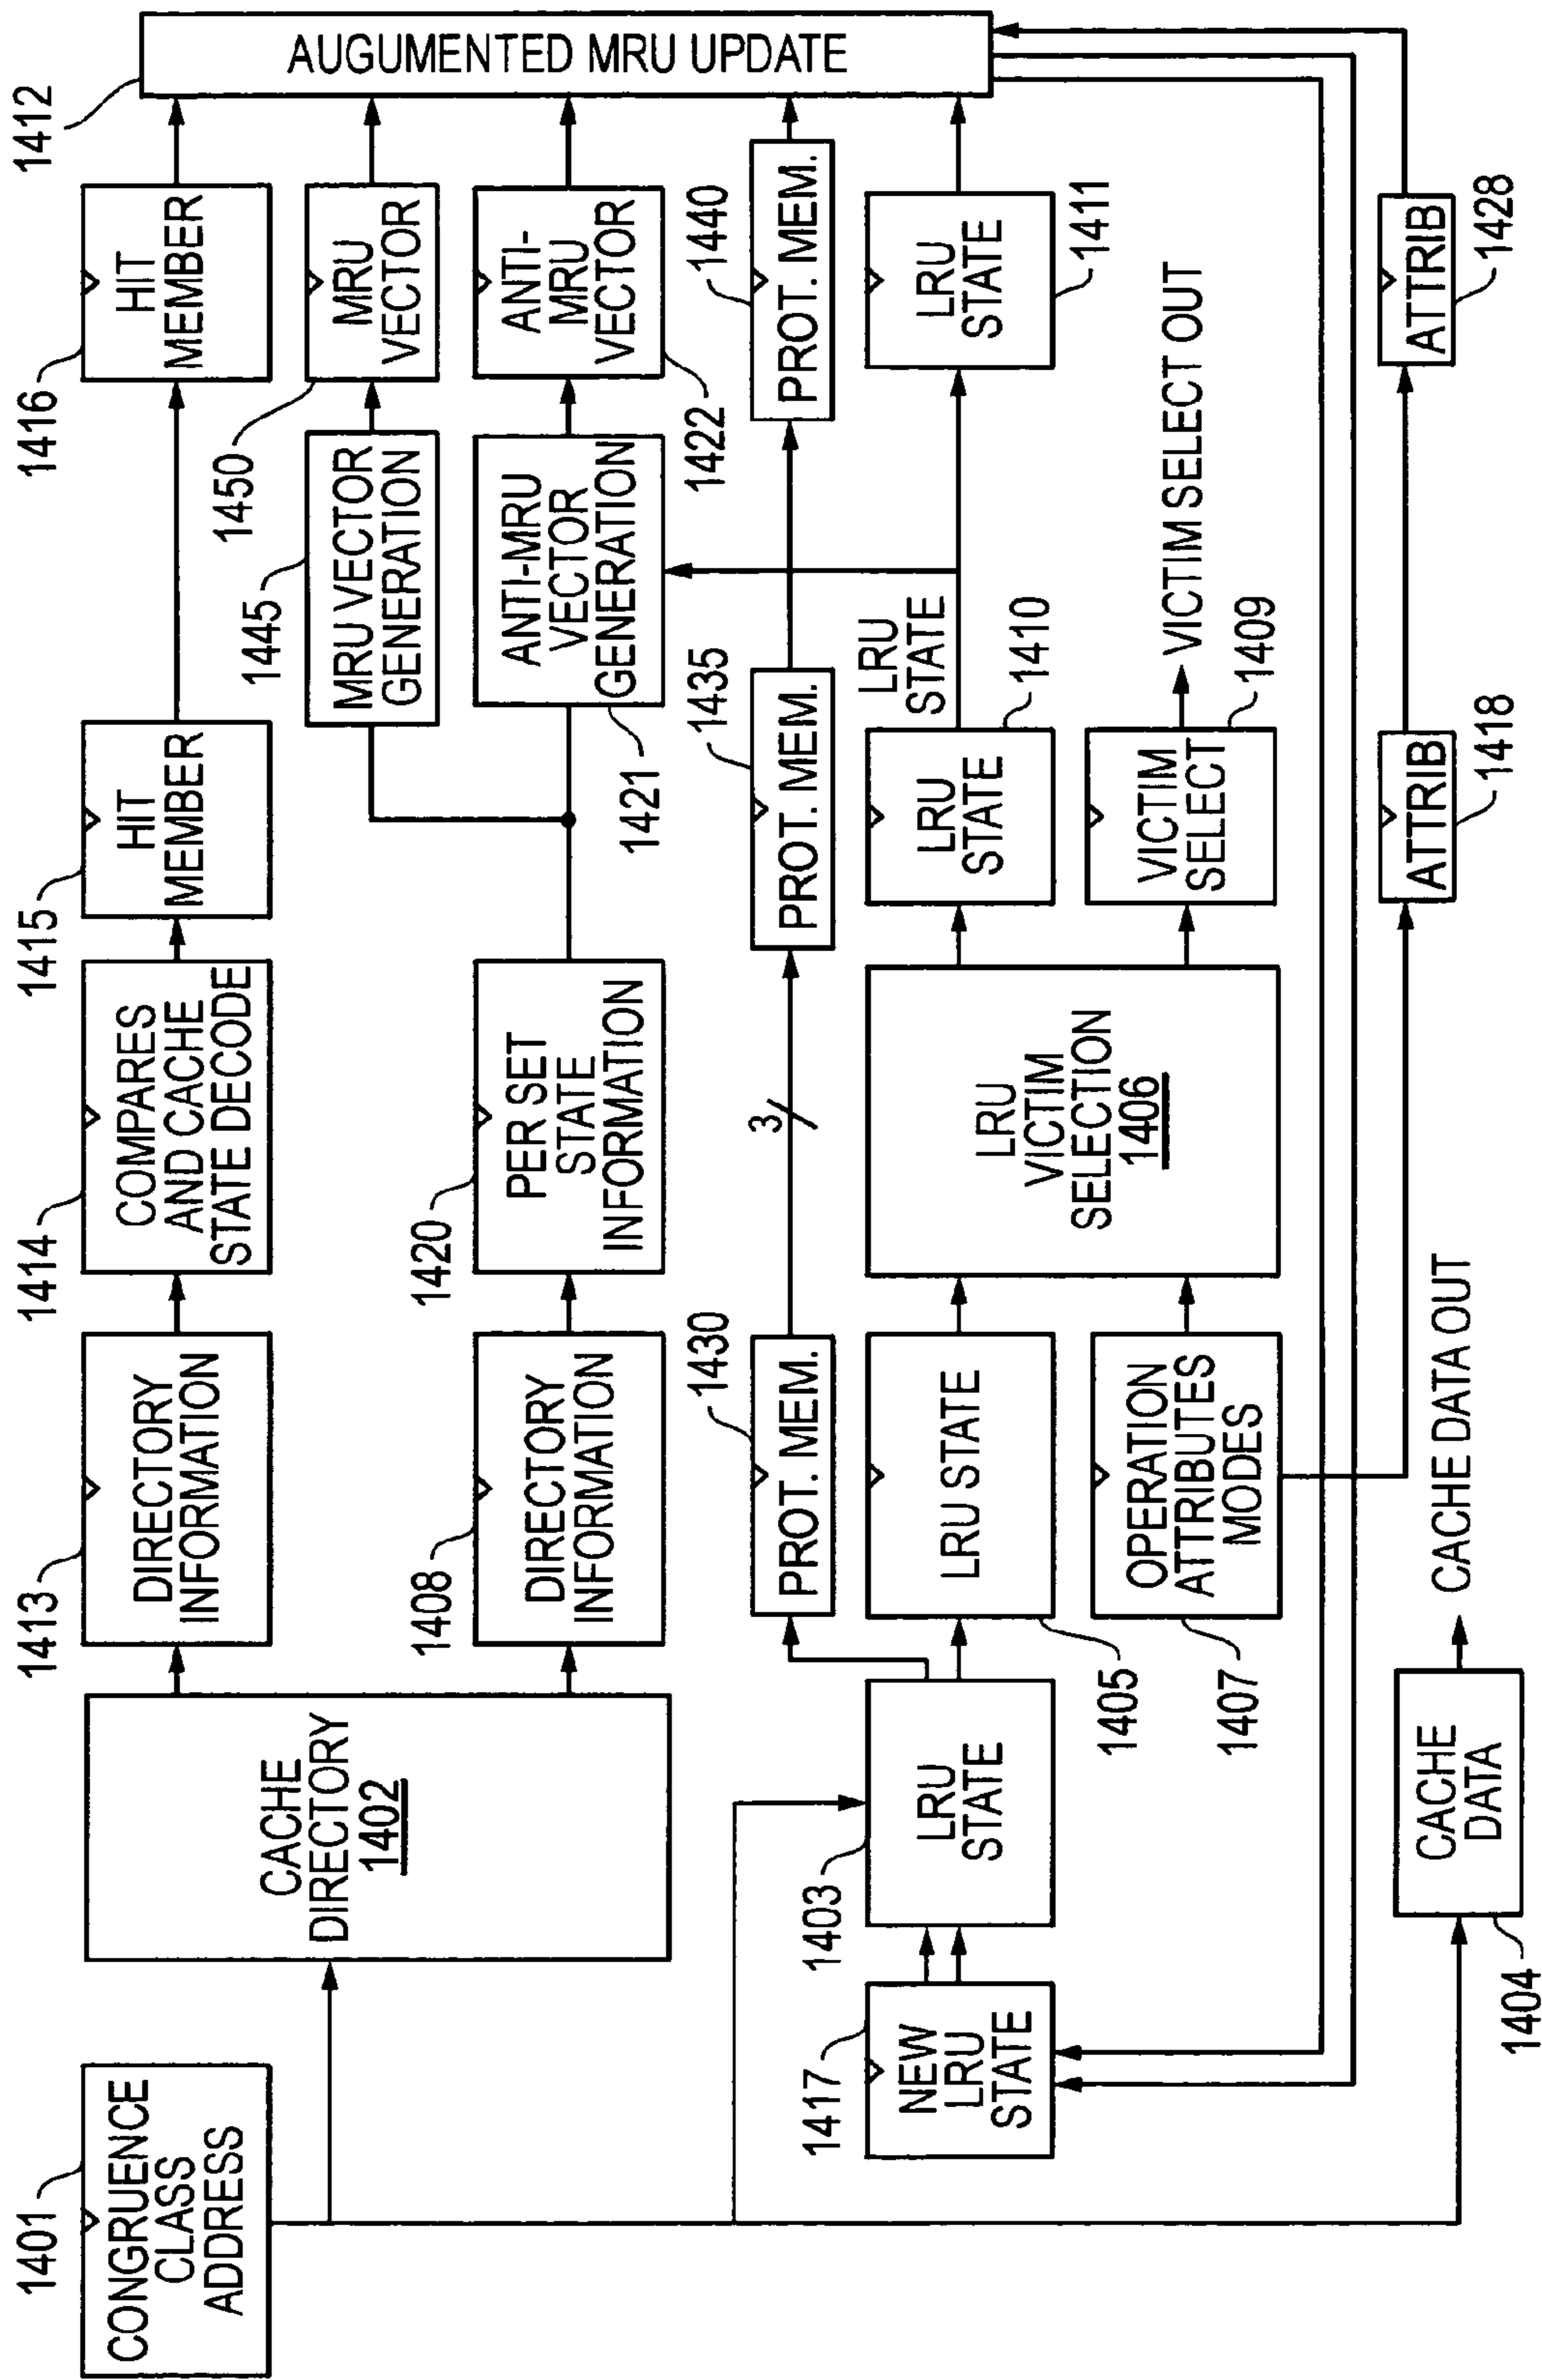 1401
CONGRUENCE
CLASS
ADDRESS
CACHE
DIRECTORY
1402
1413
DIRECTORY
INFORMATION
1414
COMPARES
AND CACHE
STATE DECODE
1415
HIT
MEMBER
1416
HIT
MEMBER
1412
AUGUMENTED MRU UPDATE
1408
DIRECTORY
INFORMATION
1420
PER SET
STATE
INFORMATION
1445
MRU VECTOR
GENERATION
1450
MRU
VECTOR
1421
ANTI-MRU
VECTOR
GENERATION
1422
ANTI-
MRU
VECTOR
1430
PROT. MEM.
3
1435
PROT. MEM.
1440
PROT. MEM.
1417
NEW
LRU
STATE
1403
LRU
STATE
1405
LRU STATE
LRU
VICTIM
SELECTION
1406
1410
LRU
STATE
LRU
STATE
1411
LRU
STATE
1407
OPERATION
ATTRIBUTES
MODES
1409
VICTIM
SELECT
VICTIM SELECT OUT
1418
ATTRIB
1428
ATTRIB
1404
CACHE
DATA
CACHE DATA OUT